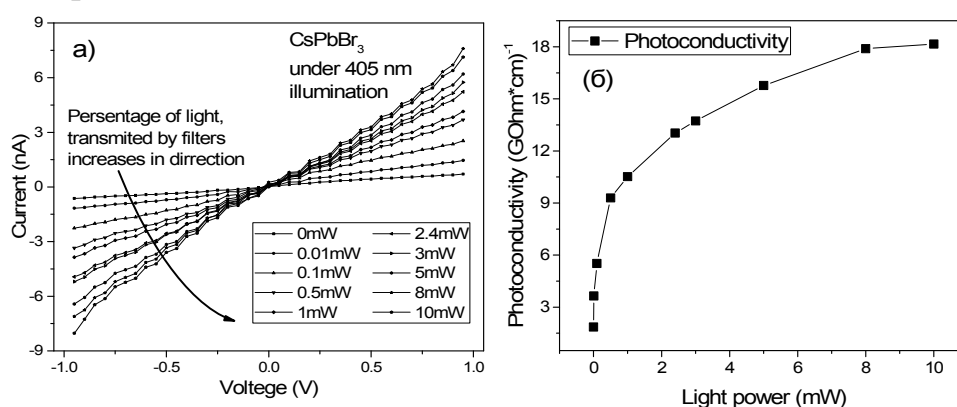 а)
CsPbBr₃
under 405 nm
illumination
Persentage of light,
transmited by filters
increases in dirrection
0mW
0.01mW
0.1mW
0.5mW
1mW
2.4mW
3mW
5mW
8mW
10mW
Current (nA)
9
6
3
0
-3
-6
-9
-1.0
-0.5
0.0
0.5
1.0
Voltege (V)
Photoconductivity
(б)
Photoconductivity (GOhm*cm)⁻¹
18
15
12
9
6
3
0
2
4
6
8
10
Light power (mW)